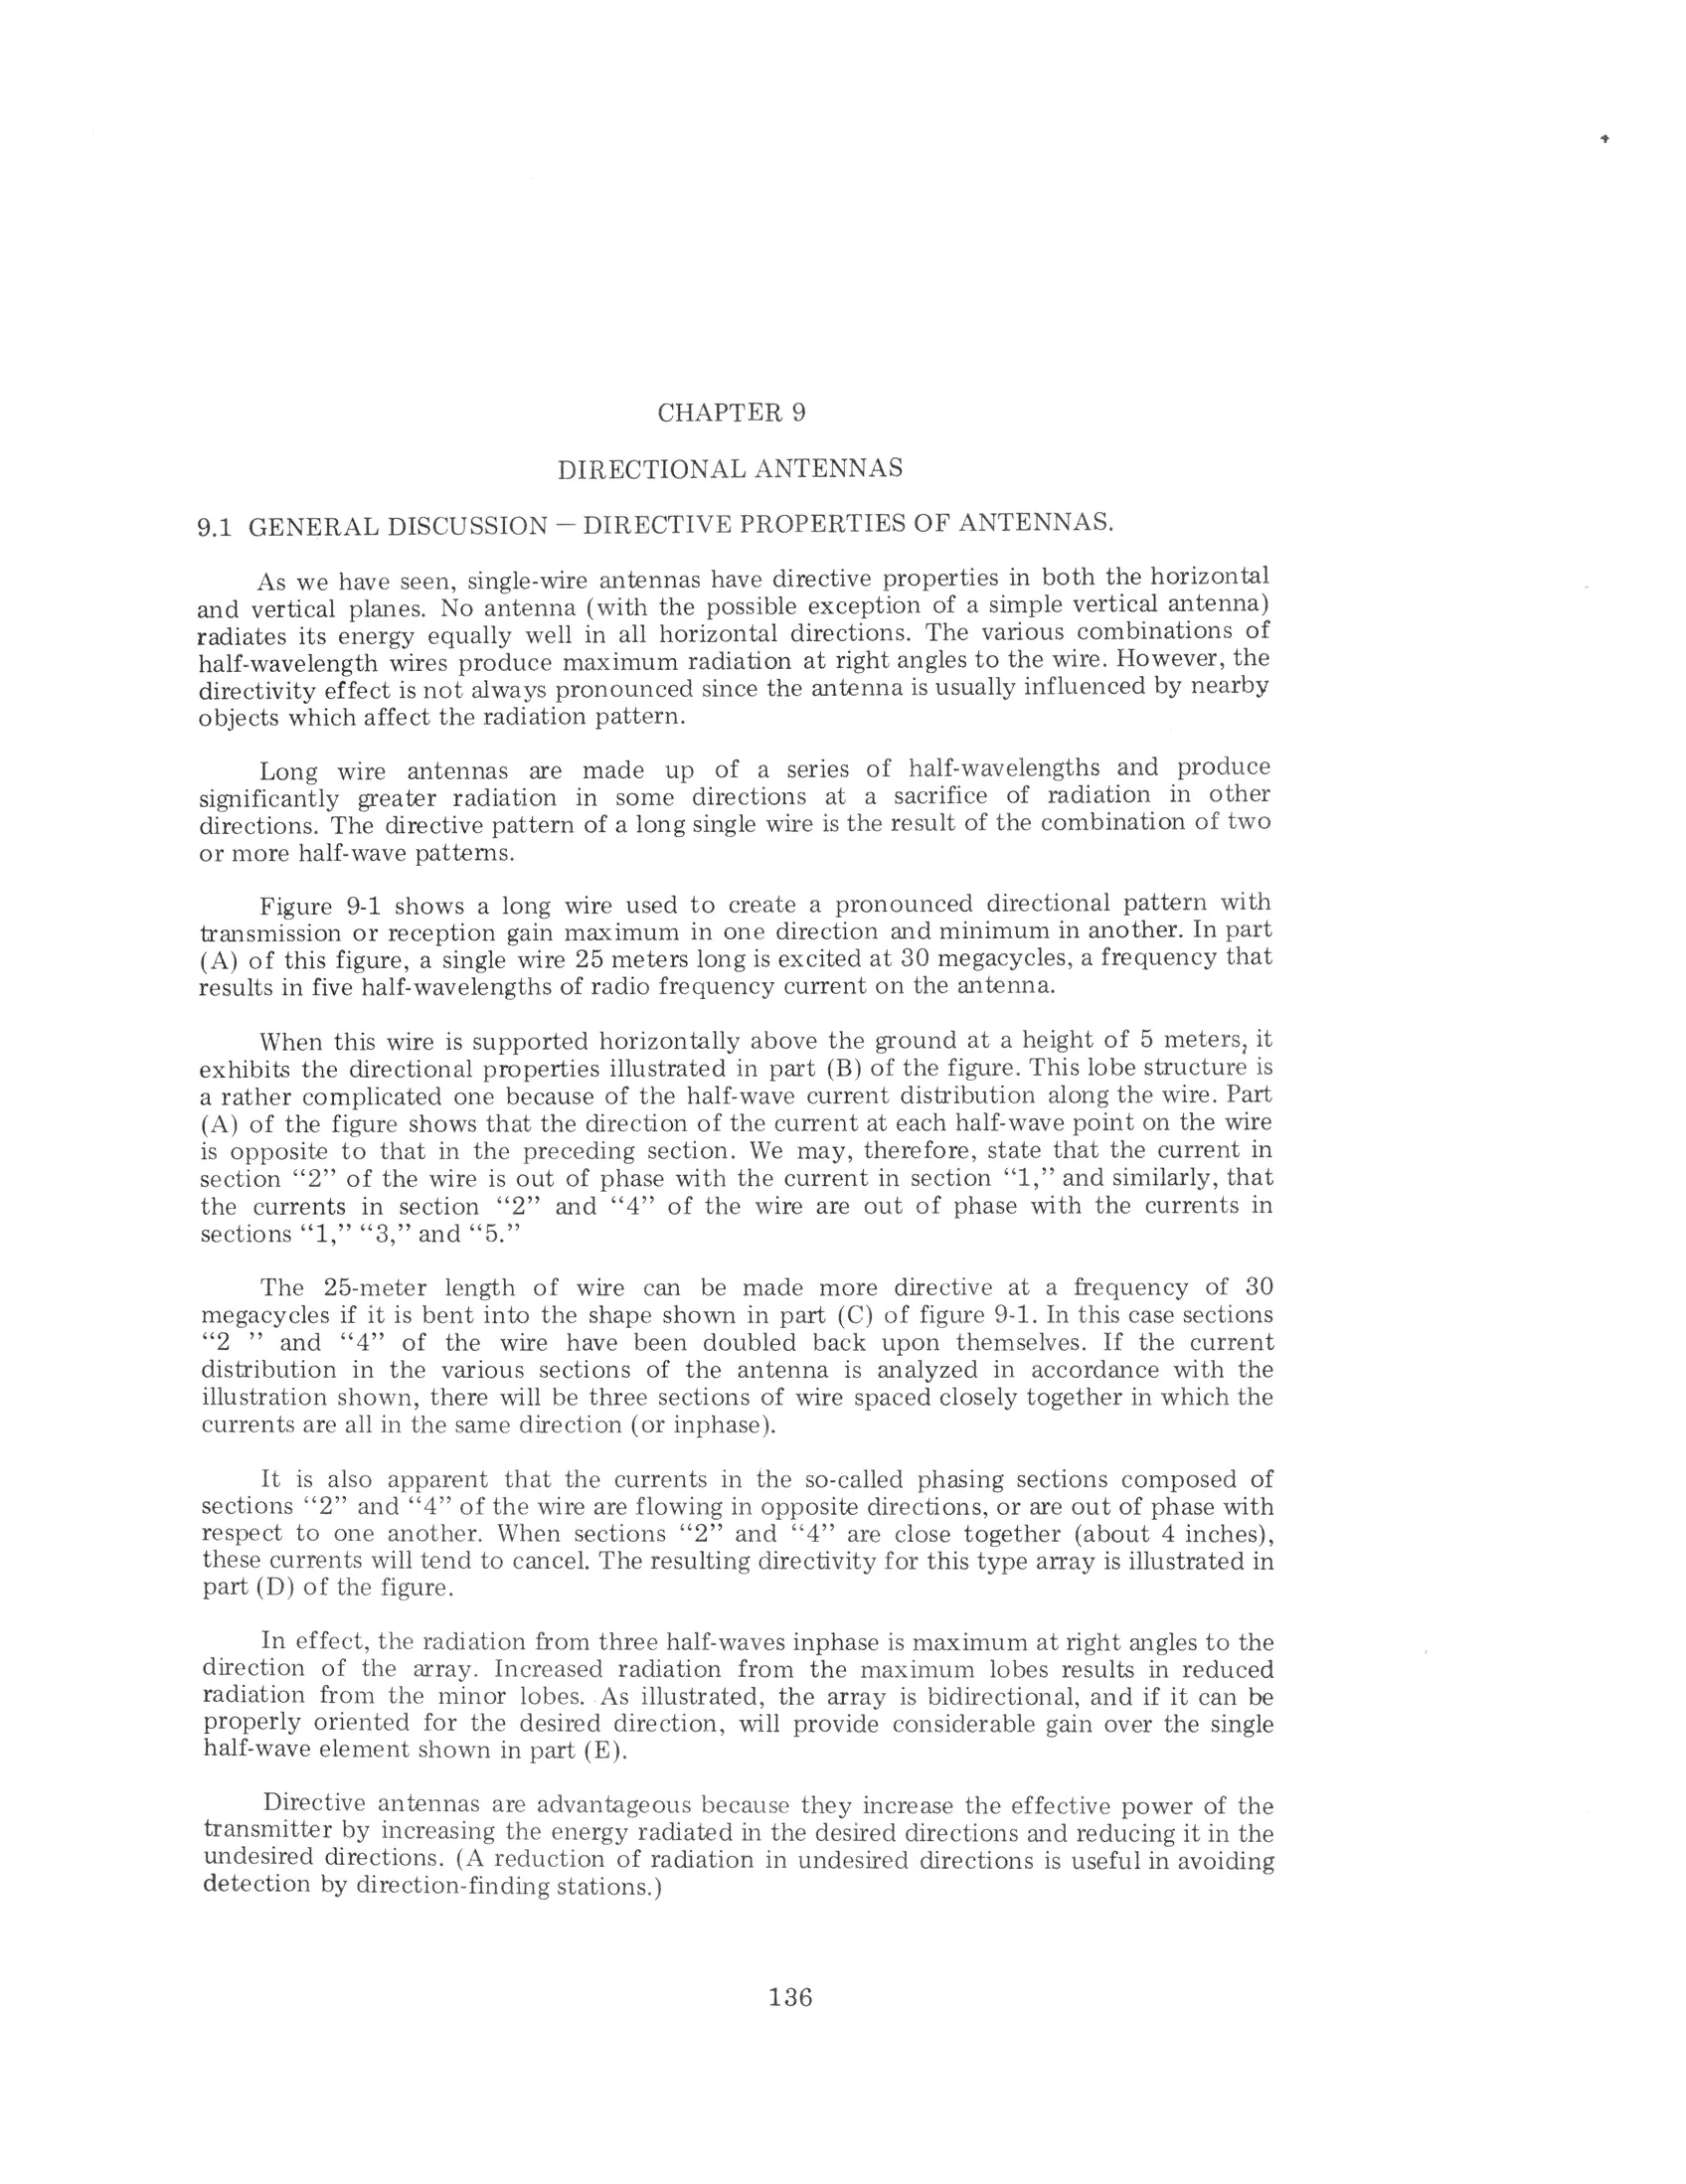 CHAPTER 9
DIRECTIONAL ANTENNAS
9.1 GENERAL DISCUSSION — DIRECTIVE PROPERTIES OF ANTENNAS.
As we have seen, single-wire antennas have directive properties in both the horizontal
and vertical planes. No antenna (with the possible exception of a simple vertical antenna)
radiates its energy equally well in all horizontal directions. The various combinations of
half-wavelength wires produce maximum radiation at right angles to the wire. However, the
directivity effect is not always pronounced since the antenna is usually influenced by nearby
objects which affect the radiation pattern.
Long wire antennas are made up of a series of half-wavelengths and produce
significantly greater radiation in some directions at a sacrifice of radiation in other
directions. The directive pattern of a long single wire is the result of the combination of two
or more half-wave patterns.
Figure 9-1 shows a long wire used to create a pronounced directional pattern with
transmission or reception gain maximum in one direction and minimum in another. In part
(A) of this figure, a single wire 25 meters long is excited at 30 megacycles, a frequency that
results in five half-wavelengths of radio frequency current on the antenna.
When this wire is supported horizontally above the ground at a height of 5 meters, it
exhibits the directional properties illustrated in part (B) of the figure. This lobe structure is
a rather complicated one because of the half-wave current distribution along the wire. Part
(A) of the figure shows that the direction of the current at each half-wave point on the wire
is opposite to that in the preceding section. We may, therefore, state that the current in
section “2” of the wire is out of phase with the current in section “1,” and similarly, that
the currents in section “2” and “4” of the wire are out of phase with the currents in
sections “1,” “3,” and “5.”
The 25-meter length of wire can be made more directive at a frequency of 30
megacycles if it is bent into the shape shown in part (C) of figure 9-1. In this case sections
“2 ” and “4” of the wire have been doubled back upon themselves. If the current
distribution in the various sections of the antenna is analyzed in accordance with the
illustration shown, there will be three sections of wire spaced closely together in which the
currents are all in the same direction (or inphase).
It is also apparent that the currents in the so-called phasing sections composed of
sections “2” and “4” of the wire are flowing in opposite directions, or are out of phase with
respect to one another. When sections “2” and “4” are close together (about 4 inches),
these currents will tend to cancel. The resulting directivity for this type array is illustrated in
part (D) of the figure.
In effect, the radiation from three half-waves inphase is maximum at right angles to the
direction of the array. Increased radiation from the maximum lobes results in reduced
radiation from the minor lobes. As illustrated, the array is bidirectional, and if it can be
properly oriented for the desired direction, will provide considerable gain over the single
half-wave element shown in part (E).
Directive antennas are advantageous because they increase the effective power of the
transmitter by increasing the energy radiated in the desired directions and reducing it in the
undesired directions. (A reduction of radiation in undesired directions is useful in avoiding
detection by direction-finding stations.)
136